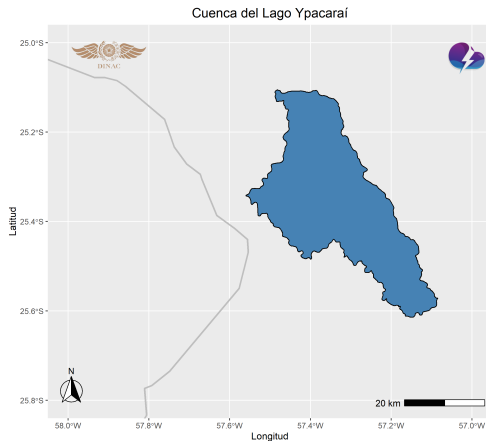 Cuenca del Lago Ypacaraí
25.0°S
DINAC
25.2°S
25.4°S
25.6°S
25.8°S
Latitud
N
20 km
58.0°W
57.8°W
57.6°W
57.4°W
57.2°W
57.0°W
Longitud